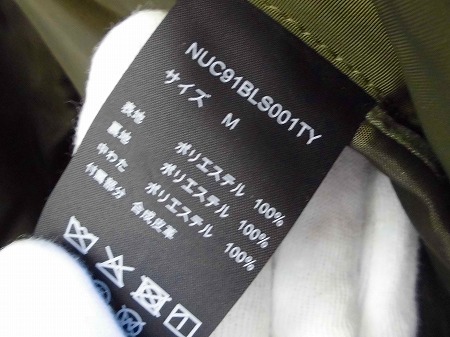 NUC91BLS001TY
サイズ M
表地 ポリエステル 100%
裏地 ポリエステル 100%
中わた ポリエステル 100%
付属部分 合成皮革